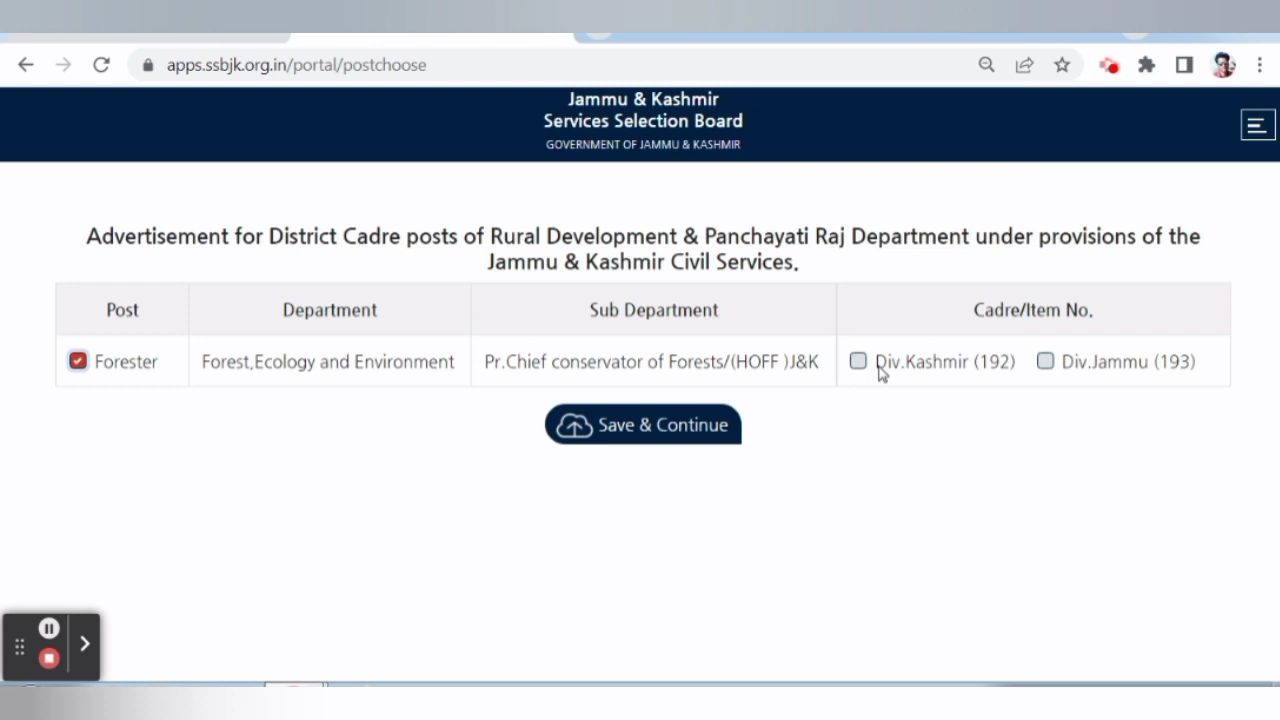 apps.ssbjk.org.in/portal/postchoose
Jammu & Kashmir
Services Selection Board
GOVERNMENT OF JAMMU & KASHMIR
Advertisement for District Cadre posts of Rural Development & Panchayati Raj Department under provisions of the
Jammu & Kashmir Civil Services.
Post Department Sub Department Cadre/Item No.
Forester Forest,Ecology and Environment Pr.Chief conservator of Forests/(HOFF )J&K Div.Kashmir (192) Div.Jammu (193)
Save & Continue